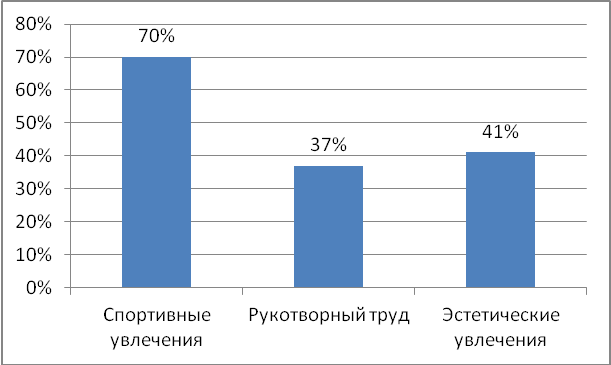 80%
70%
60%
50%
40%
30%
20%
10%
0%
70%
37%
41%
Спортивные
увлечения
Рукотворный труд
Эстетические
увлечения